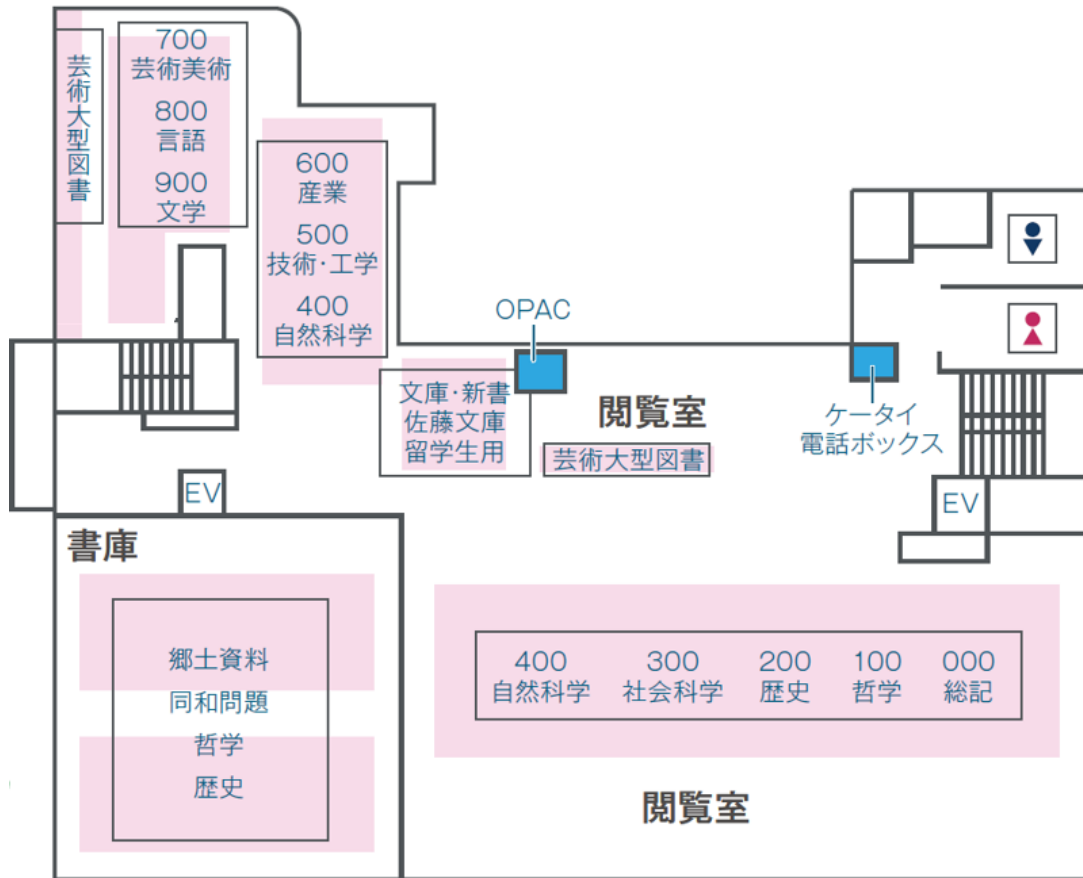 芸術大型図書
700
芸術美術
800
言語
900
文学
600
産業
500
技術・工学
400
自然科学
OPAC
文庫・新書
佐藤文庫
留学生用
閲覧室
芸術大型図書
ケータイ
電話ボックス
EV
EV
書庫
郷土資料
同和問題
哲学
歴史
400 300 200 100 000
自然科学 社会科学 歴史 哲学 総記
閲覧室